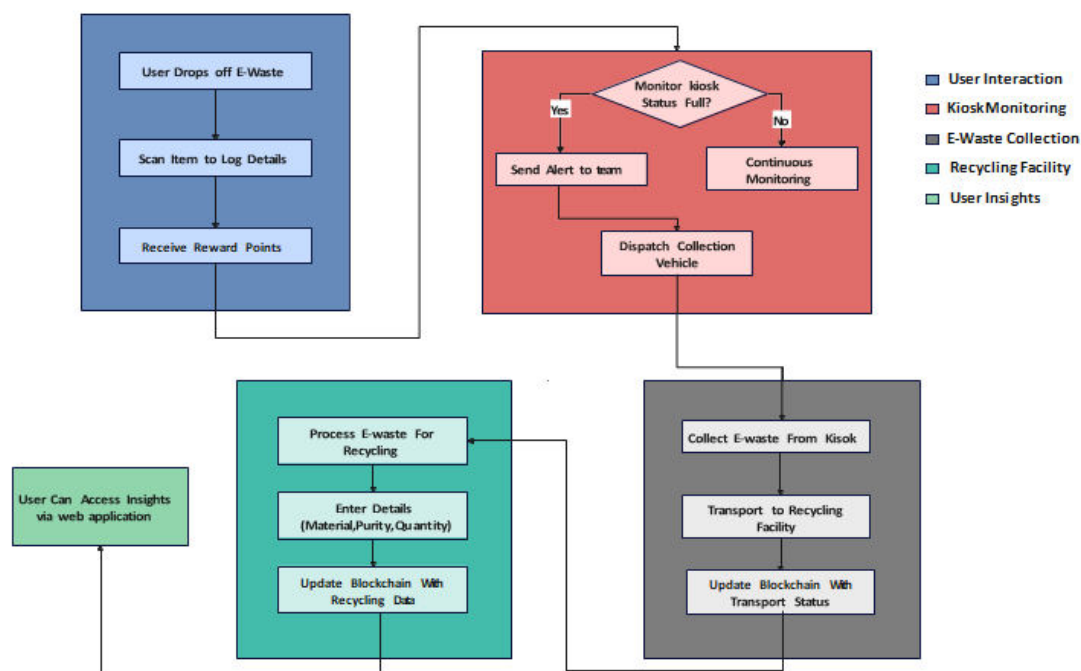 User Drops off E-Waste
Scan Item to Log Details
Receive Reward Points
Monitor kiosk
Status Full?
Yes
No
Send Alert to team
Continuous
Monitoring
Dispatch Collection
Vehicle
User Interaction
KioskMonitoring
E-Waste Collection
Recycling Facility
User Insights
Collect E-waste From Kisok
Transport to Recycling
Facility
Update Blockchain With
Transport Status
Process E-waste For
Recycling
Enter Details
(Material,Purity,Quantity)
Update Blockchain With
Recycling Data
User Can Access Insights
via web application